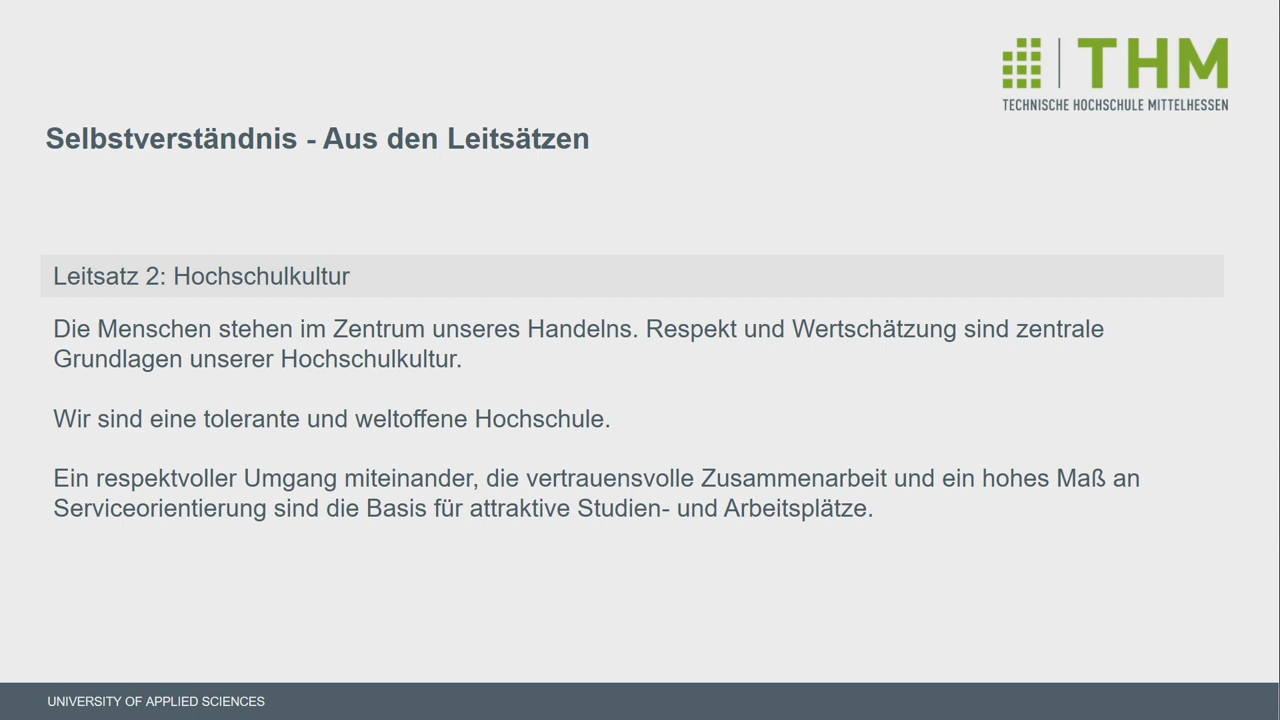 THM
TECHNISCHE HOCHSCHULE MITTELHESSEN
Selbstverständnis - Aus den Leitsätzen
Leitsatz 2: Hochschulkultur
Die Menschen stehen im Zentrum unseres Handelns. Respekt und Wertschätzung sind zentrale
Grundlagen unserer Hochschulkultur.
Wir sind eine tolerante und weltoffene Hochschule.
Ein respektvoller Umgang miteinander, die vertrauensvolle Zusammenarbeit und ein hohes Maß an
Serviceorientierung sind die Basis für attraktive Studien- und Arbeitsplätze.
UNIVERSITY OF APPLIED SCIENCES